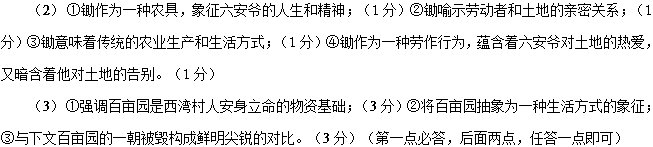 （2） ①锄作为一种农具，象征六安爷的人生和精神；（1 分）②锄喻示劳动者和土地的亲密关系；（1
分）③锄意味着传统的农业生产和生活方式；（1 分）④锄作为一种劳作行为，蕴含着六安爷对土地的热爱，
又暗含着他对土地的告别。（1 分）
（3） ①强调百亩园是西湾村人安身立命的物资基础；（3 分）②将百亩园抽象为一种生活方式的象征；
③与下文百亩园的一朝被毁构成鲜明尖锐的对比。（3 分）（第一点必答，后面两点，任答一点即可）